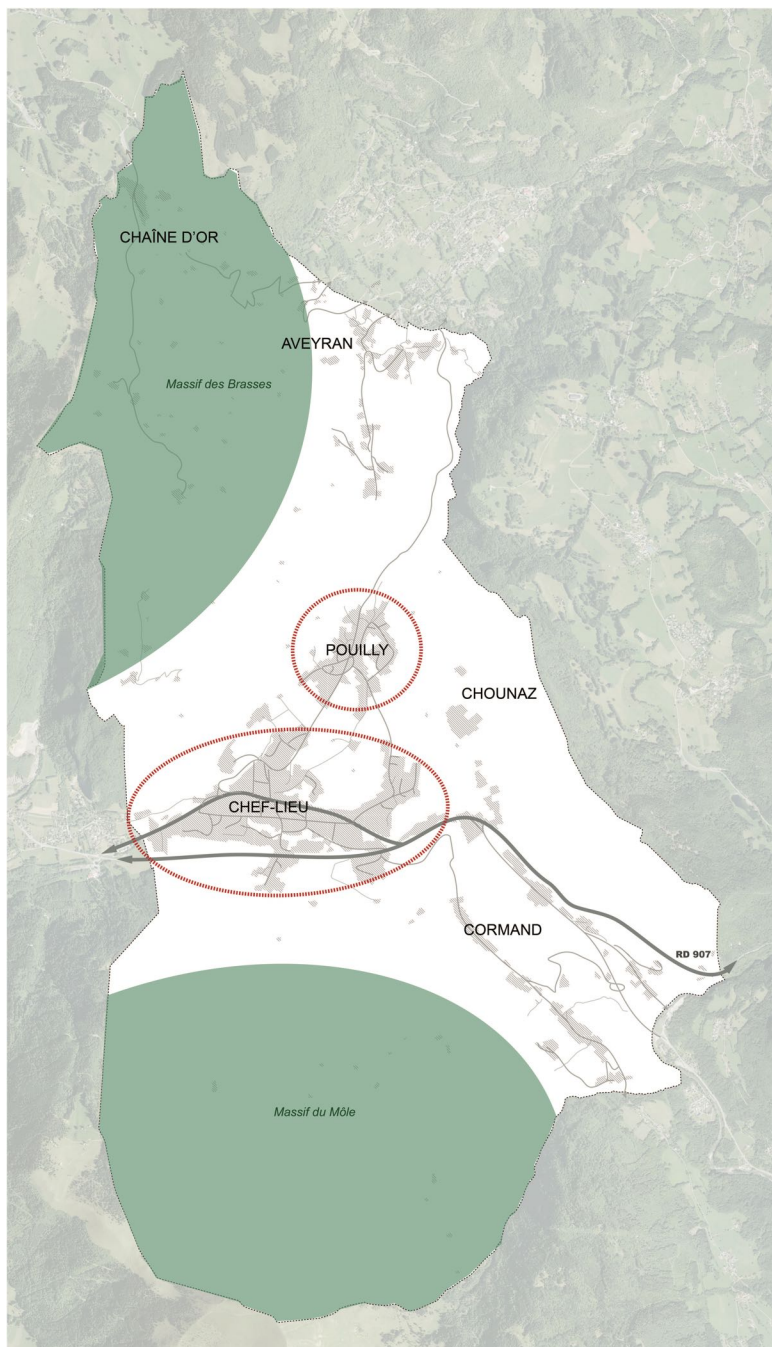 CHAÎNE D'OR
AVEYRAN
Massif des Brasses
POUILLY
CHOUNAZ
CHEF-LIEU
CORMAND
RD 907
Massif du Môle